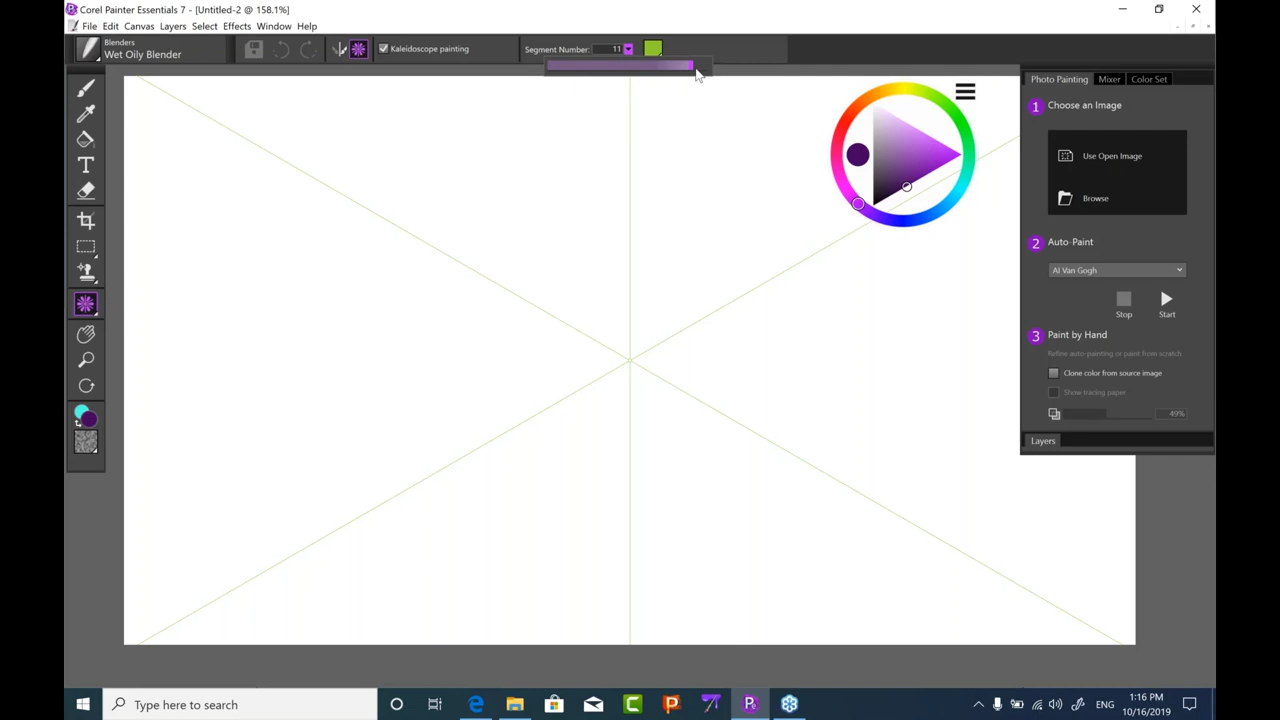 Corel Painter Essentials 7 - [Untitled-2 @ 158.1%]
File Edit Canvas Layers Select Effects Window Help
Blenders
Wet Oily Blender
Kaleidoscope painting
Segment Number: 11
Photo Painting Mixer Color Set
1 Choose an Image
Use Open Image
Browse
2 Auto-Paint
AI Van Gogh
Stop Start
3 Paint by Hand
Refine auto-painting or paint from scratch
Clone color from source image
Show tracing paper
49%
Layers
Type here to search
ENG
1:16 PM
10/16/2019